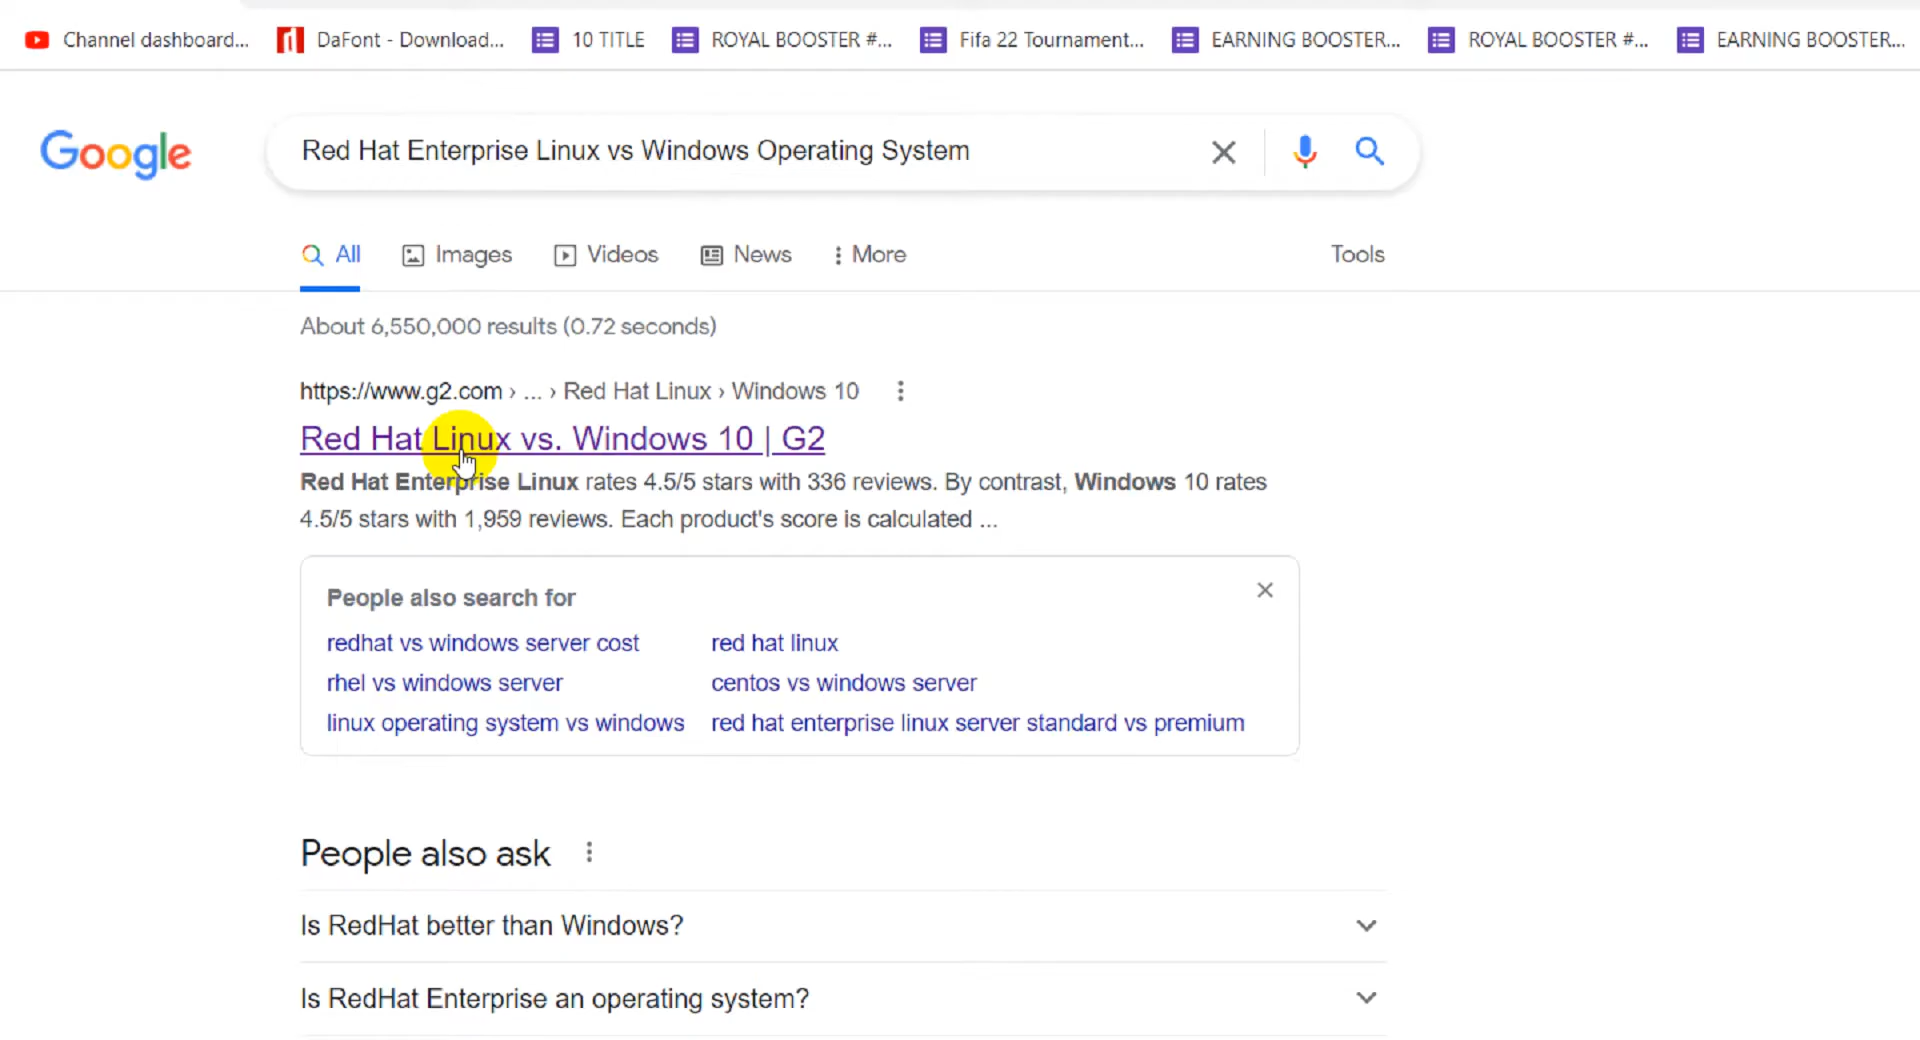 Channel dashboard... DaFont - Download... 10 TITLE ROYAL BOOSTER #... Fifa 22 Tournament... EARNING BOOSTER... ROYAL BOOSTER #... EARNING BOOSTER...
Google Red Hat Enterprise Linux vs Windows Operating System
All Images Videos News More Tools
About 6,550,000 results (0.72 seconds)
https://www.g2.com › ... › Red Hat Linux › Windows 10
Red Hat Linux vs. Windows 10 | G2
Red Hat Enterprise Linux rates 4.5/5 stars with 336 reviews. By contrast, Windows 10 rates
4.5/5 stars with 1,959 reviews. Each product's score is calculated ...
People also search for
redhat vs windows server cost red hat linux
rhel vs windows server centos vs windows server
linux operating system vs windows red hat enterprise linux server standard vs premium
People also ask
Is RedHat better than Windows?
Is RedHat Enterprise an operating system?